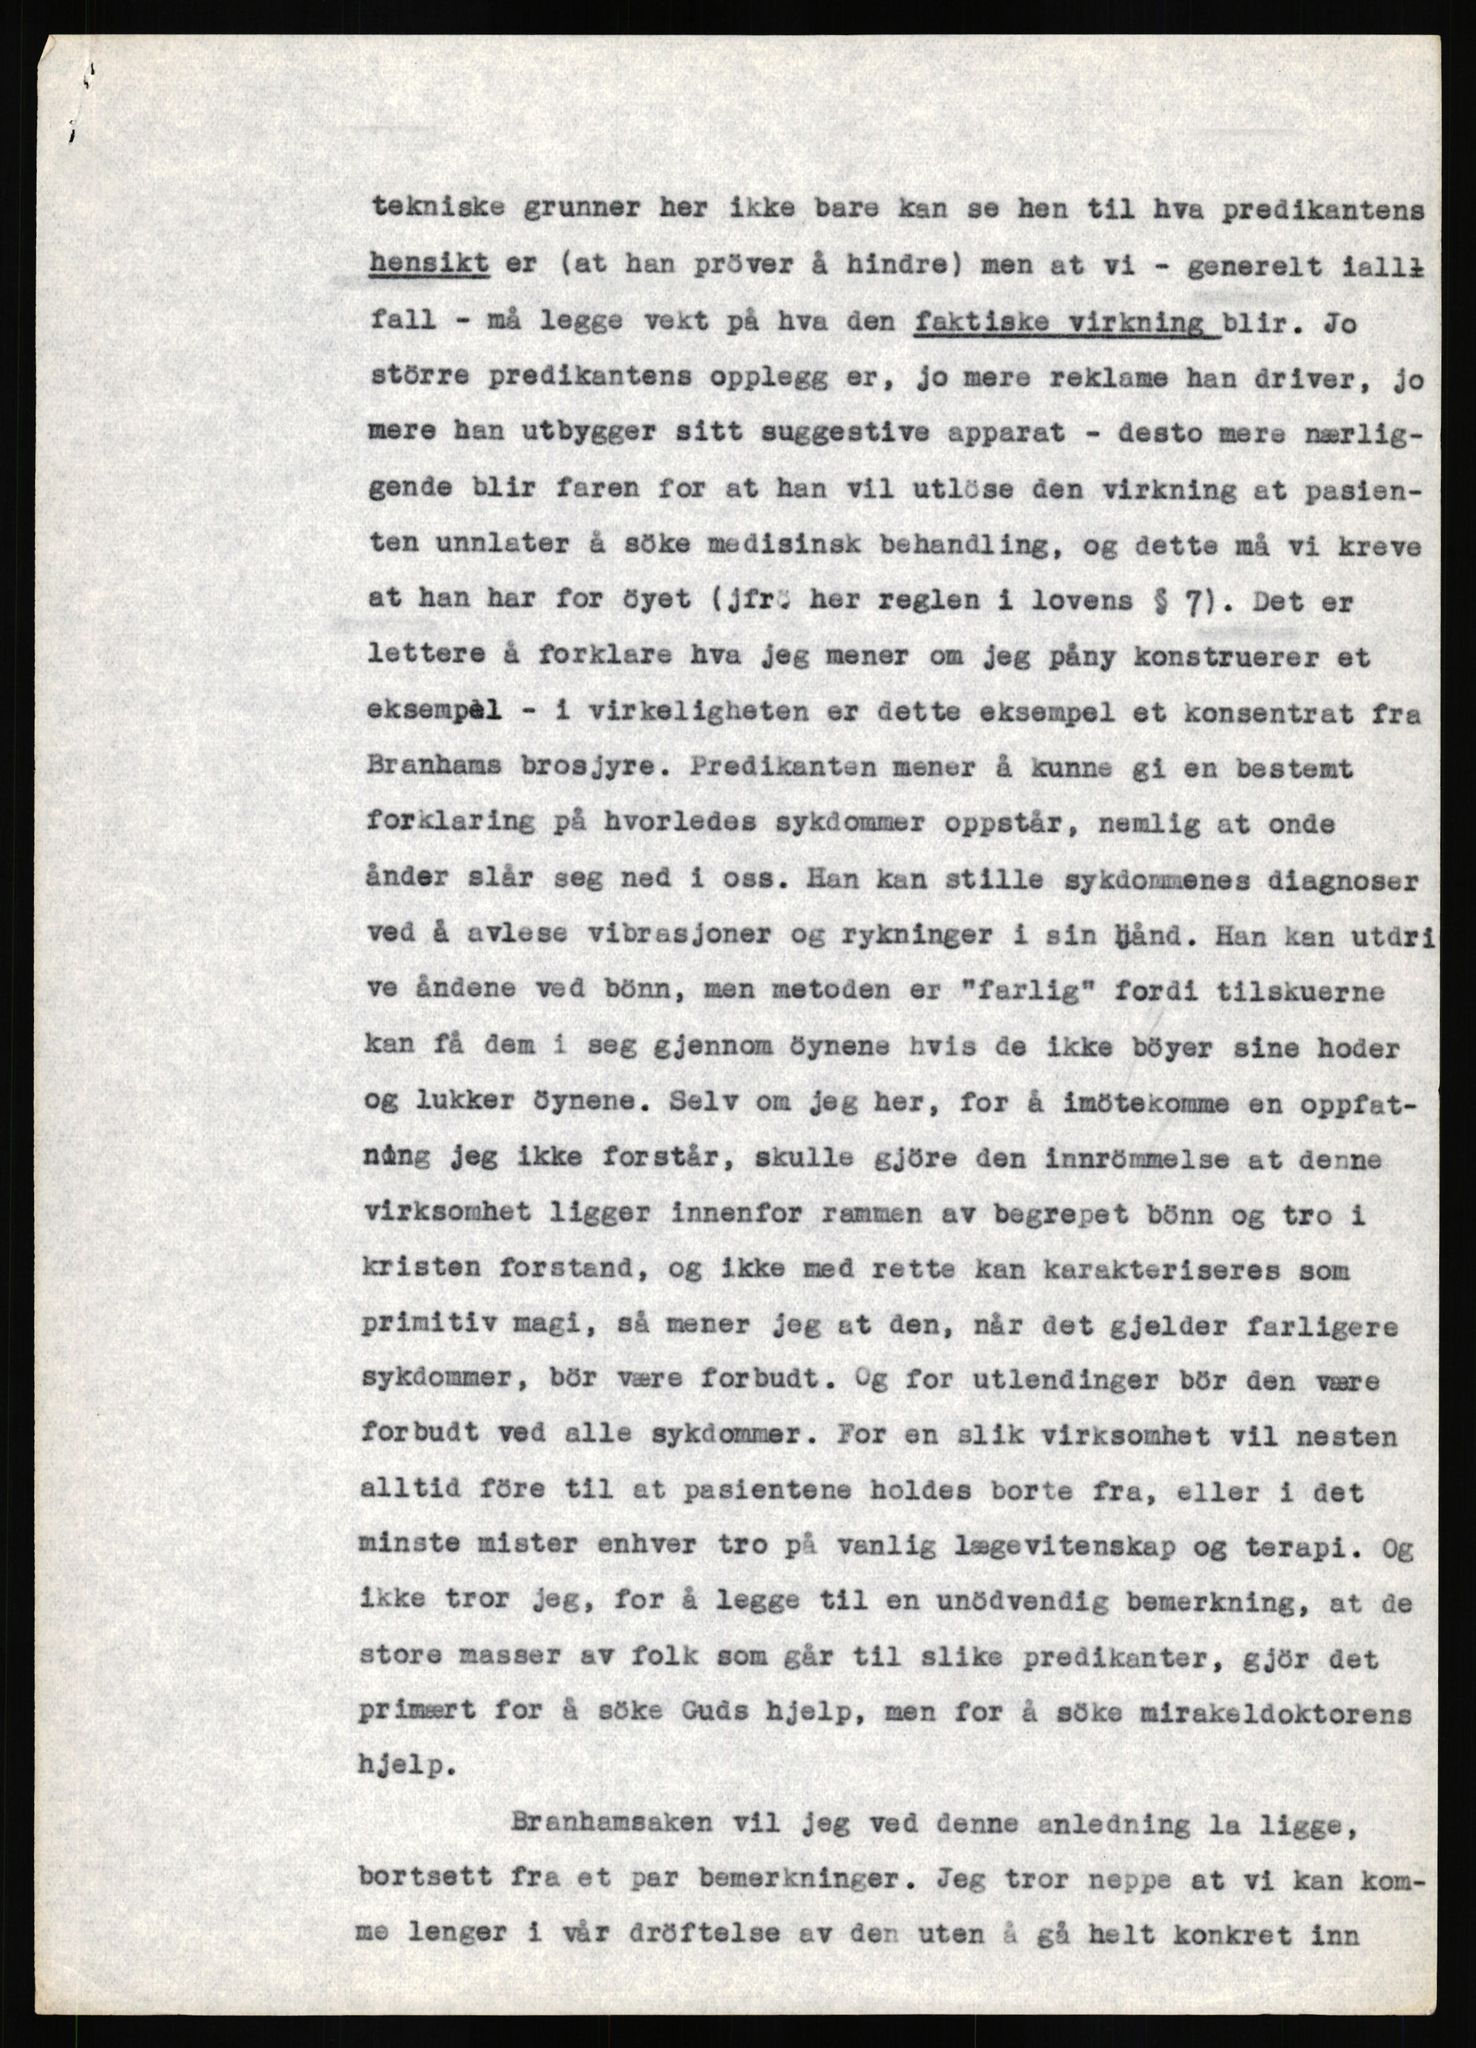 tekniske grunner her ikke bare kan se hen til hva predikantens
hensikt er (at han pröver å hindre) men at vi - generelt iall
fall - må legge vekt på hva den faktiske virkning blir. Jo
större predikantens opplegg er, jo mere reklame han driver, jo
mere han utbygger sitt suggestive apparat - desto mere nærlig-
gende blir faren for at han vil utlöse den virkning at pasien-
ten unnlater å söke medisinsk behandling, og dette må vi kreve
at han har for öyet (jfr. her reglen i lovens § 7). Det er
lettere å forklare hva jeg mener om jeg påny konstruerer et
eksempel - i virkeligheten er dette eksempel et konsentrat fra
Branhams brosjyre. Predikanten mener å kunne gi en bestemt
forklaring på hvorledes sykdommer oppstår, nemlig at onde
ånder slår seg ned i oss. Han kan stille sykdommenes diagnoser
ved å avlese vibrasjoner og rykninger i sin hånd. Han kan utdri
ve åndene ved bönn, men metoden er "farlig" fordi tilskuerne
kan få dem i seg gjennom öynene hvis de ikke böyer sine hoder
og lukker öynene. Selv om jeg her, for å imötekomme en oppfat-
ning jeg ikke forstår, skulle gjöre den innrömmelse at denne
virksomhet ligger innenfor rammen av begrepet bönn og tro i
kristen forstand, og ikke med rette kan karakteriseres som
primitiv magi, så mener jeg at den, når det gjelder farligere
sykdommer, bör være forbudt. Og for utlendinger bör den være
forbudt ved alle sykdommer. For en slik virksomhet vil nesten
alltid före til at pasientene holdes borte fra, eller i det
minste mister enhver tro på vanlig lægevitenskap og terapi. Og
ikke tror jeg, for å legge til en unödvendig bemerkning, at de
store masser av folk som går til slike predikanter, gjör det
primært for å söke Guds hjelp, men for å söke mirakeldoktorens
hjelp.
Branhamsaken vil jeg ved denne anledning la ligge,
bortsett fra et par bemerkninger. Jeg tror neppe at vi kan kom-
me lenger i vår dröftelse av den uten å gå helt konkret inn